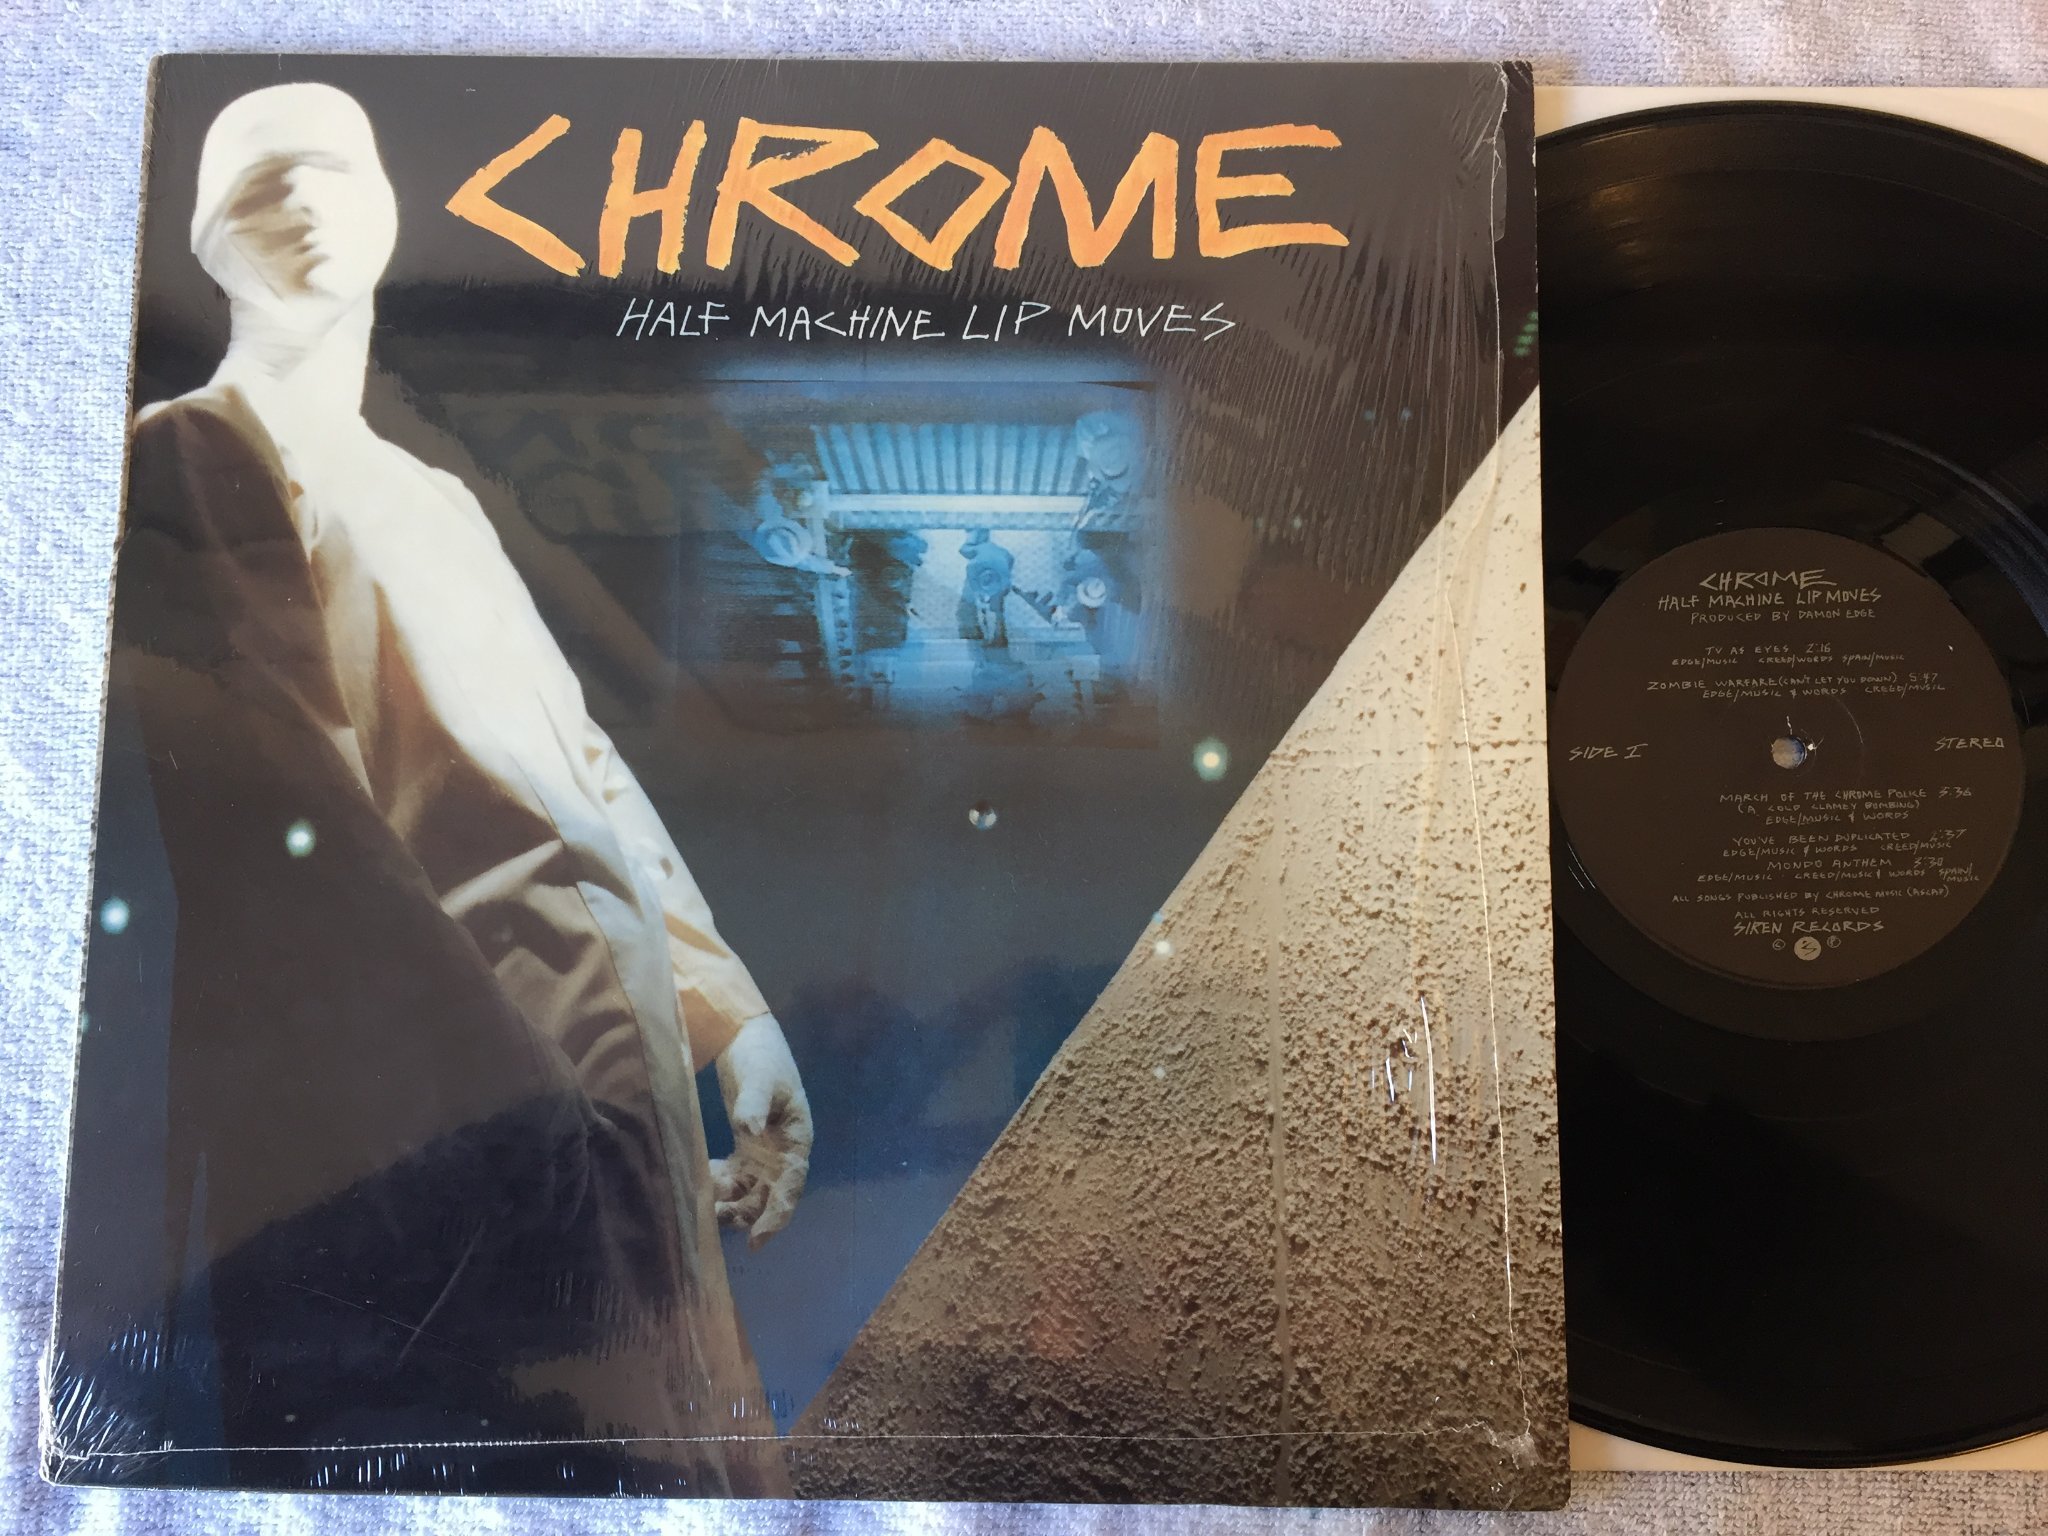 CHROME
HALF MACHINE LIP MOVES
CHROME
HALF MACHINE LIP MOVES
PRODUCED BY DAMON EDGE
TV AS EYES 2:16
EDGE/MUSIC CREED/WORDS SPAIN/MUSIC
ZOMBIE WARFARE (CAN'T LET YOU DOWN) 5:47
EDGE/MUSIC & WORDS CREED/MUSIC
SIDE I
STEREO
MARCH OF THE CHROME POLICE 3:36
(A COLD CLAMEY BOMBING)
EDGE/MUSIC & WORDS
YOU'VE BEEN DUPLICATED 2:37
EDGE/MUSIC & WORDS CREED/MUSIC
MONDO ANTHEM 3:30
EDGE/MUSIC CREED/MUSIC & WORDS SPAIN/MUSIC
ALL SONGS PUBLISHED BY CHROME MUSIC (ASCAP)
ALL RIGHTS RESERVED
SIREN RECORDS
© ℗